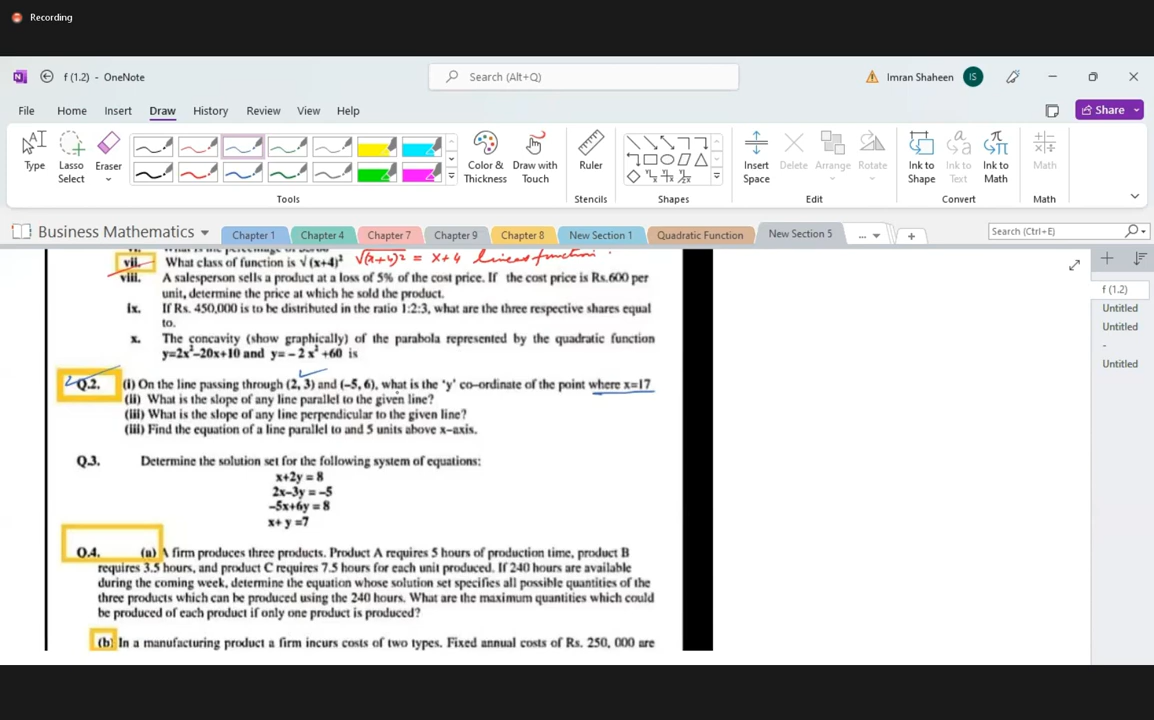 Recording
f (1.2) - OneNote
Search (Alt+Q)
Imran Shaheen
IS
File Home Insert Draw History Review View Help
Share
Type
Lasso Select
Eraser
Color & Thickness
Draw with Touch
Ruler
Insert Space
Delete
Arrange
Rotate
Ink to Shape
Ink to Text
Ink to Math
Math
Tools
Stencils
Shapes
Edit
Convert
Math
Business Mathematics
Chapter 1
Chapter 4
Chapter 7
Chapter 9
Chapter 8
New Section 1
Quadratic Function
New Section 5
...
Search (Ctrl+E)
f (1.2)
Untitled
Untitled
-
Untitled
vii. What class of function is √(x+4)² √(x+4)² = x+4 linear function.
viii. A salesperson sells a product at a loss of 5% of the cost price. If the cost price is Rs.600 per
unit, determine the price at which he sold the product.
ix. If Rs. 450,000 is to be distributed in the ratio 1:2:3, what are the three respective shares equal
to.
x. The concavity (show graphically) of the parabola represented by the quadratic function
y=2x²-20x+10 and y= - 2 x² +60 is
Q.2. (i) On the line passing through (2, 3) and (-5, 6), what is the 'y' co-ordinate of the point where x=17
(ii) What is the slope of any line parallel to the given line?
(iii) What is the slope of any line perpendicular to the given line?
(iii) Find the equation of a line parallel to and 5 units above x-axis.
Q.3. Determine the solution set for the following system of equations:
x+2y = 8
2x-3y = -5
-5x+6y = 8
x+ y =7
Q.4. (a) A firm produces three products. Product A requires 5 hours of production time, product B
requires 3.5 hours, and product C requires 7.5 hours for each unit produced. If 240 hours are available
during the coming week, determine the equation whose solution set specifies all possible quantities of the
three products which can be produced using the 240 hours. What are the maximum quantities which could
be produced of each product if only one product is produced?
(b) In a manufacturing product a firm incurs costs of two types. Fixed annual costs of Rs. 250, 000 are